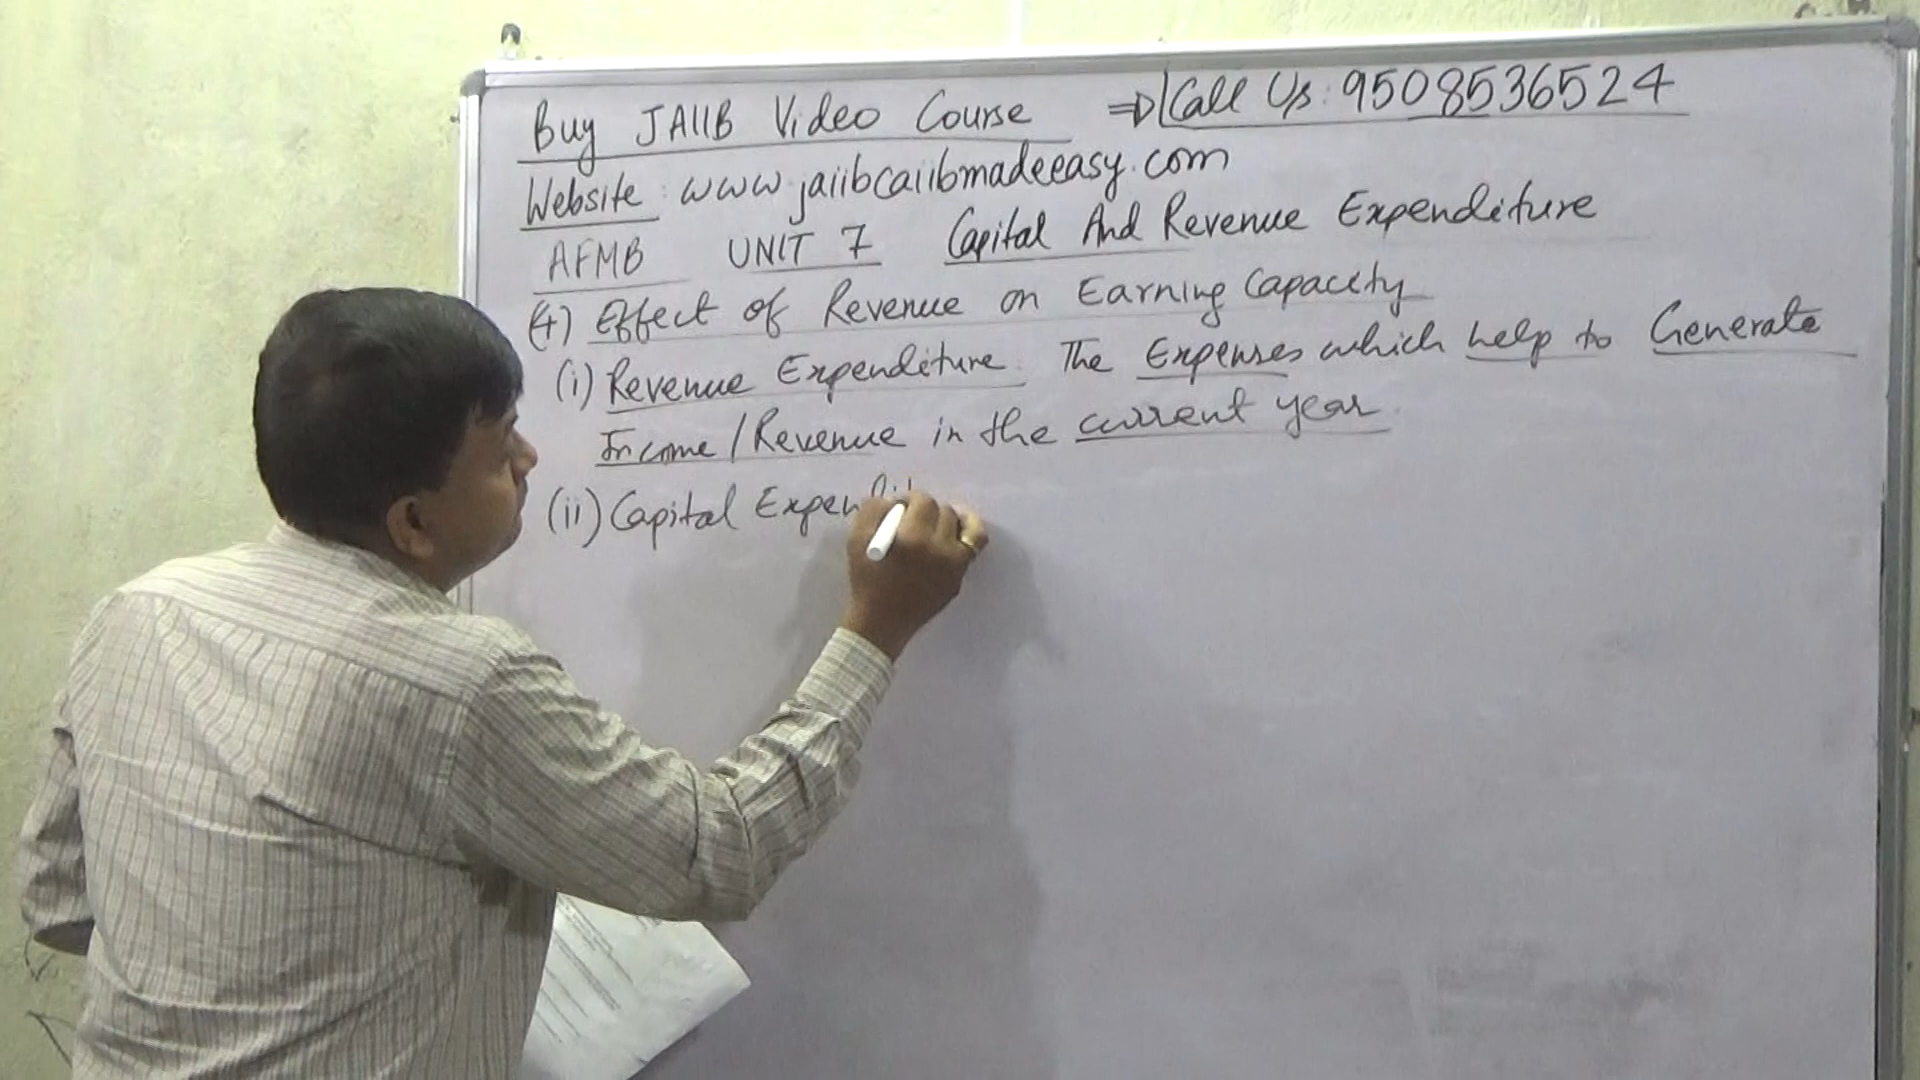 Buy JAIIB Video Course ⇒ Call Us: 9508536524
Website: www.jaiibcaiibmadeeasy.com
AFMB UNIT 7 Capital And Revenue Expenditure
(4) Effect of Revenue on Earning Capacity
(i) Revenue Expenditure: The Expenses which help to Generate
Income/Revenue in the current year.
(ii) Capital